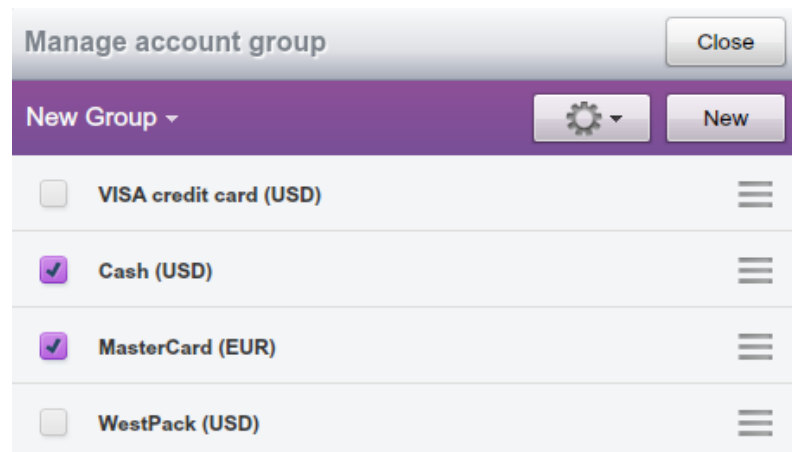 Manage account group
Close
New Group
New
VISA credit card (USD)
Cash (USD)
MasterCard (EUR)
WestPack (USD)